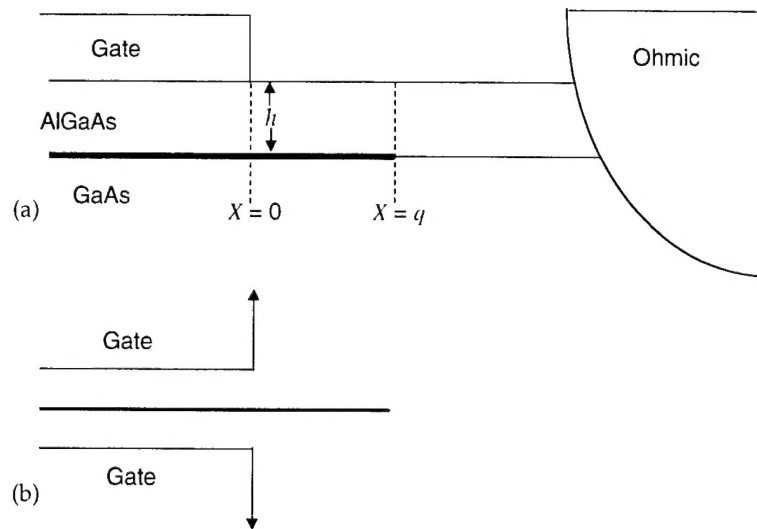 Gate
Ohmic
h
AlGaAs
GaAs
(a)
X = 0
X = q
Gate
Gate
(b)